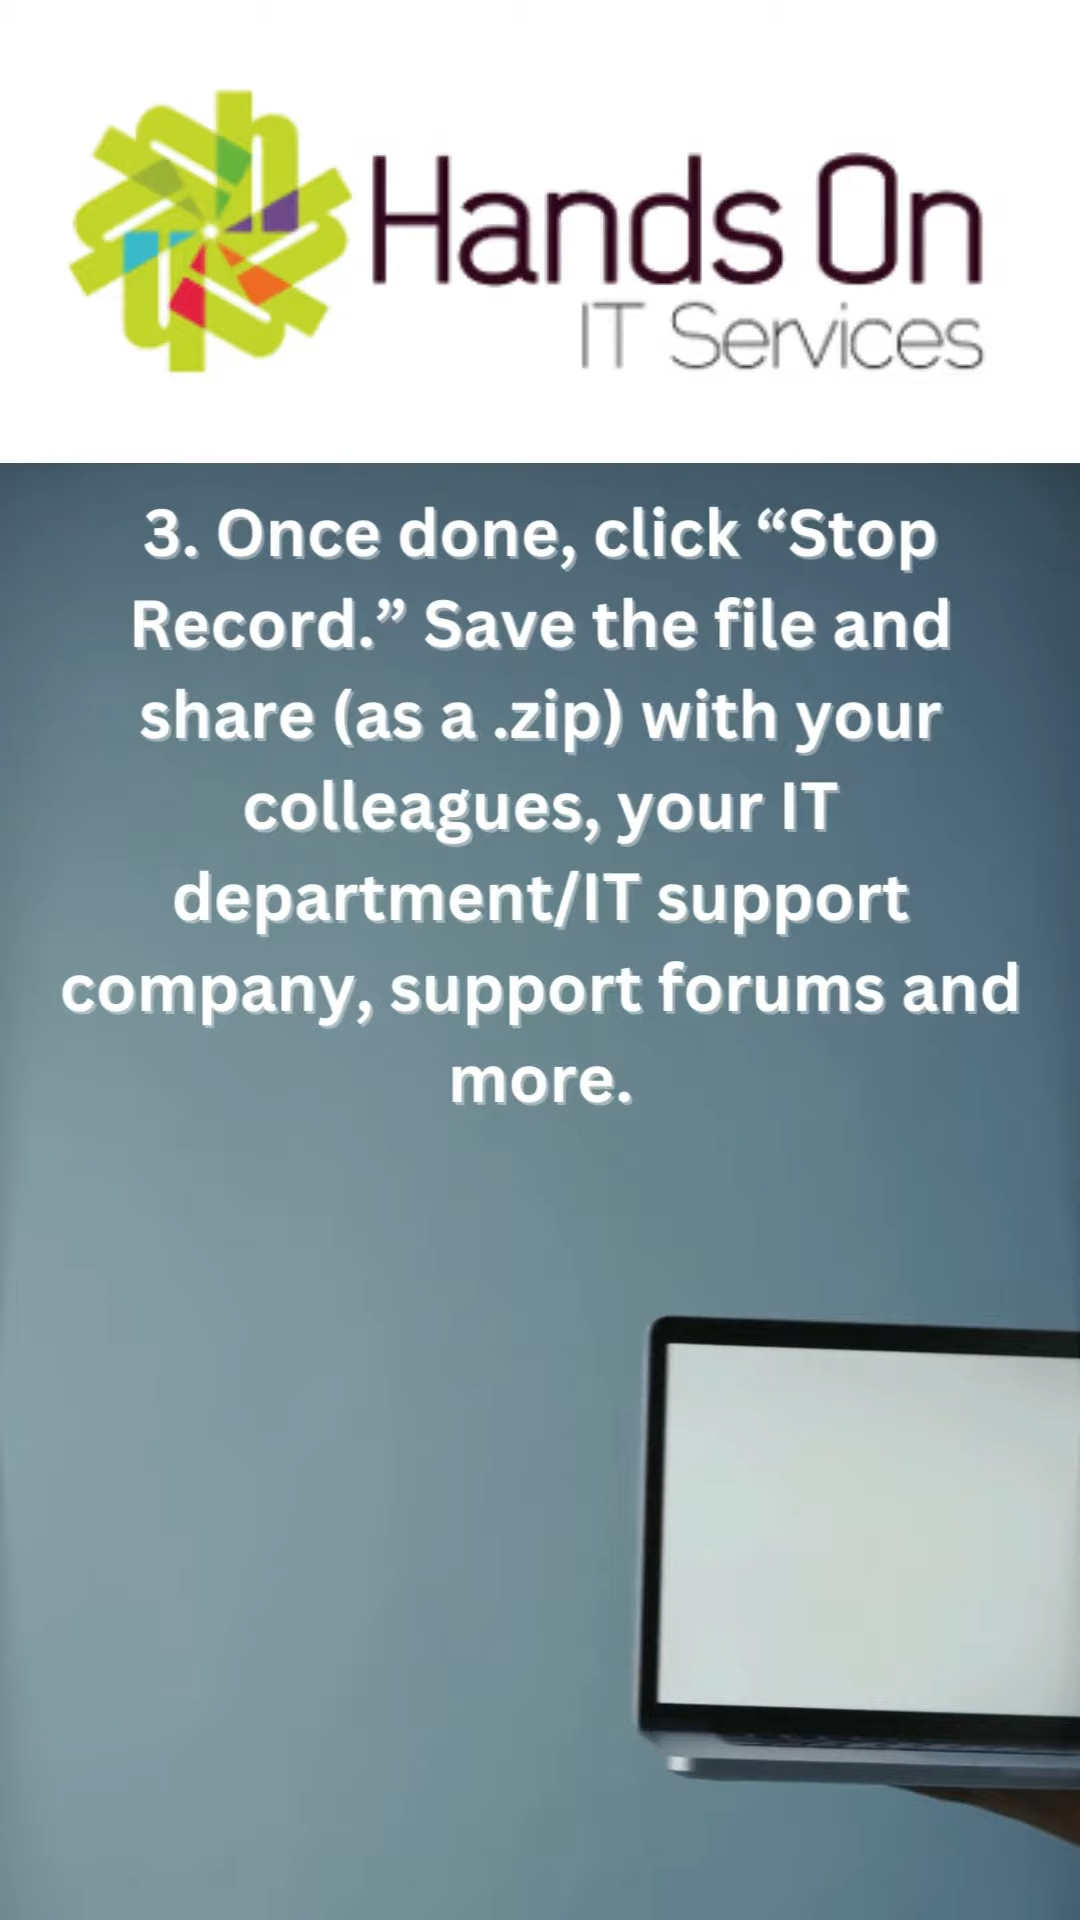 Hands On
IT Services
3. Once done, click “Stop
Record.” Save the file and
share (as a .zip) with your
colleagues, your IT
department/IT support
company, support forums and
more.